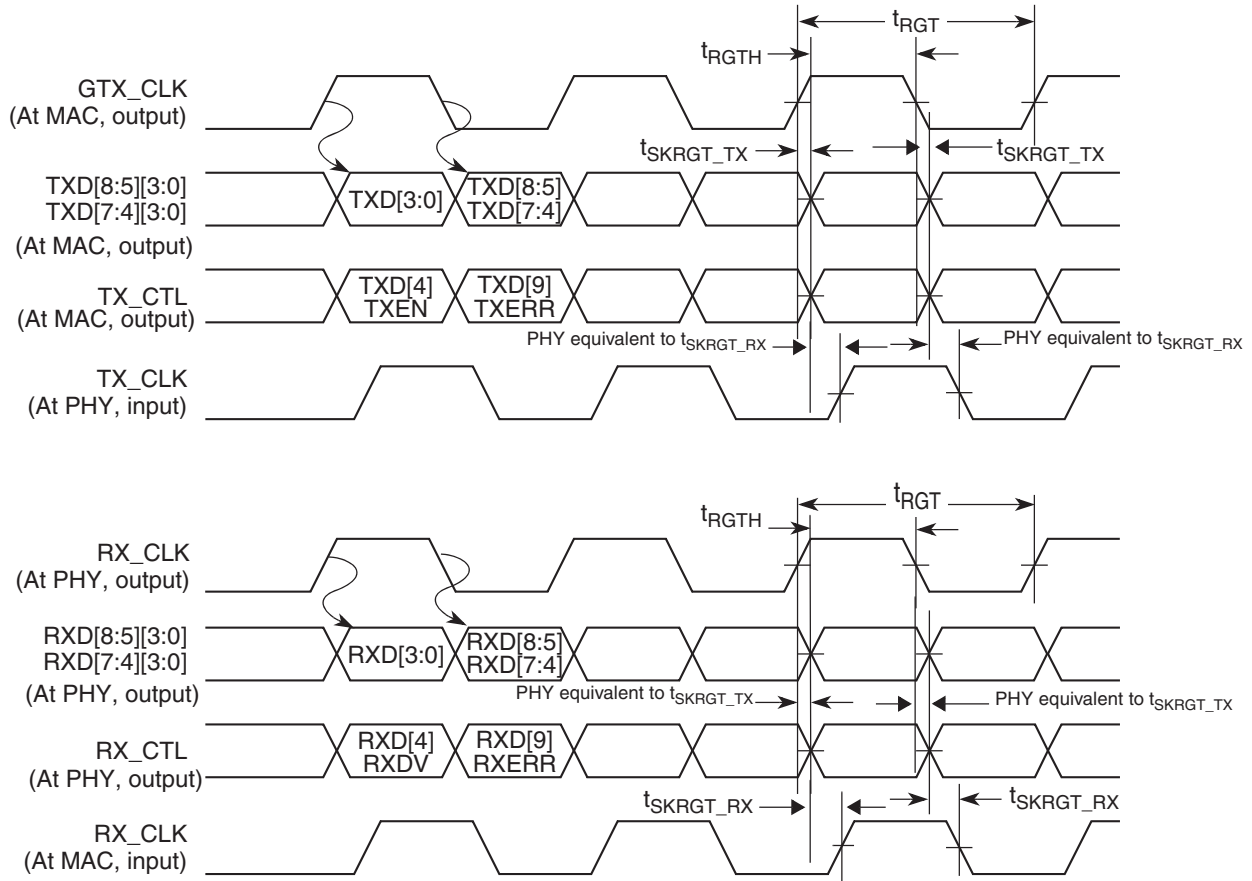 tRGT
tRGTH
GTX_CLK
(At MAC, output)
tSKRGT_TX
tSKRGT_TX
TXD[8:5][3:0]
TXD[7:4][3:0]
(At MAC, output)
TXD[3:0]
TXD[8:5]
TXD[7:4]
TX_CTL
(At MAC, output)
TXD[4]
TXEN
TXD[9]
TXERR
PHY equivalent to tSKRGT_RX
PHY equivalent to tSKRGT_RX
TX_CLK
(At PHY, input)
tRGT
tRGTH
RX_CLK
(At PHY, output)
RXD[8:5][3:0]
RXD[7:4][3:0]
(At PHY, output)
RXD[3:0]
RXD[8:5]
RXD[7:4]
PHY equivalent to tSKRGT_TX
PHY equivalent to tSKRGT_TX
RX_CTL
(At PHY, output)
RXD[4]
RXDV
RXD[9]
RXERR
tSKRGT_RX
tSKRGT_RX
RX_CLK
(At MAC, input)